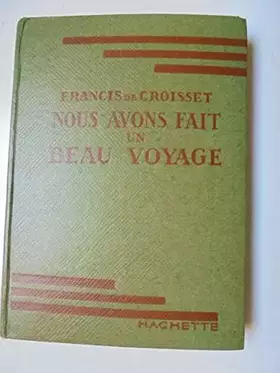 FRANCIS DE CROISSET
NOUS AVONS FAIT
UN
BEAU VOYAGE
HACHETTE